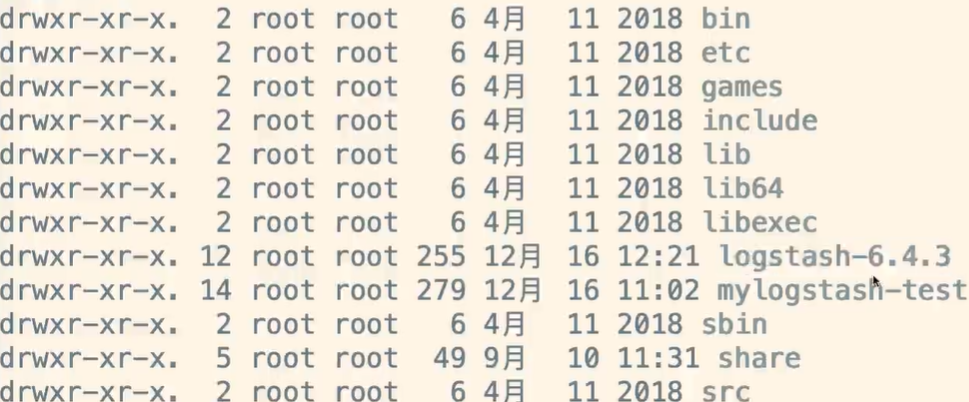 drwxr-xr-x.  2 root root   6 4月  11 2018 bin
drwxr-xr-x.  2 root root   6 4月  11 2018 etc
drwxr-xr-x.  2 root root   6 4月  11 2018 games
drwxr-xr-x.  2 root root   6 4月  11 2018 include
drwxr-xr-x.  2 root root   6 4月  11 2018 lib
drwxr-xr-x.  2 root root   6 4月  11 2018 lib64
drwxr-xr-x.  2 root root   6 4月  11 2018 libexec
drwxr-xr-x. 12 root root 255 12月 16 12:21 logstash-6.4.3
drwxr-xr-x. 14 root root 279 12月 16 11:02 mylogstash-test
drwxr-xr-x.  2 root root   6 4月  11 2018 sbin
drwxr-xr-x.  5 root root  49 9月  10 11:31 share
drwxr-xr-x.  2 root root   6 4月  11 2018 src